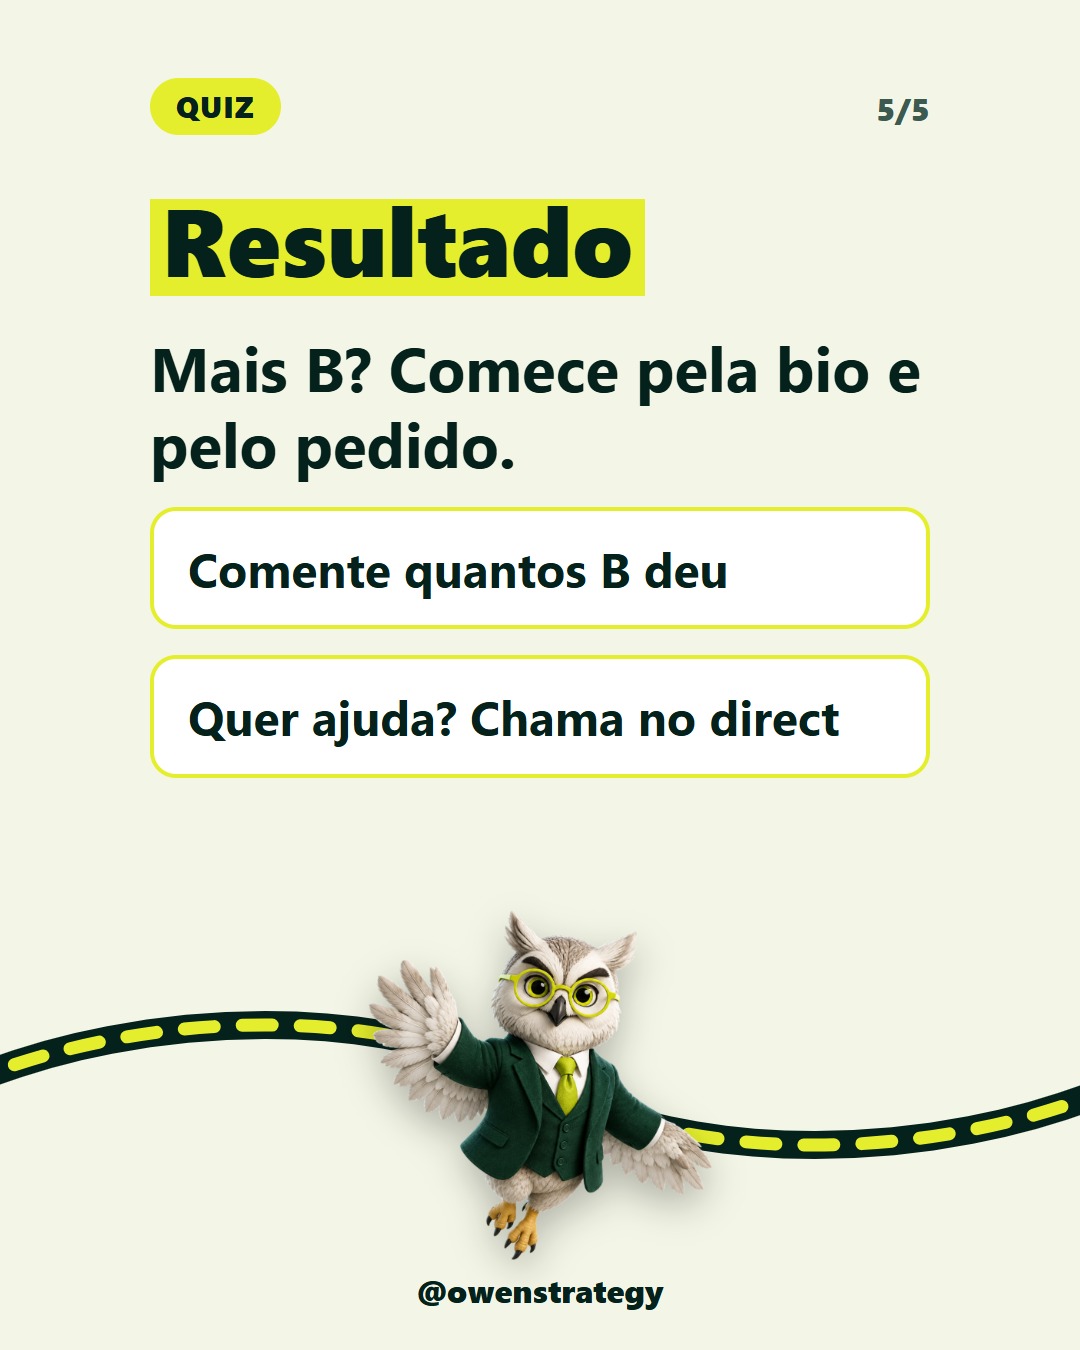 QUIZ
5/5
Resultado
Mais B? Comece pela bio e
pelo pedido.
Comente quantos B deu
Quer ajuda? Chama no direct
@owenstrategy